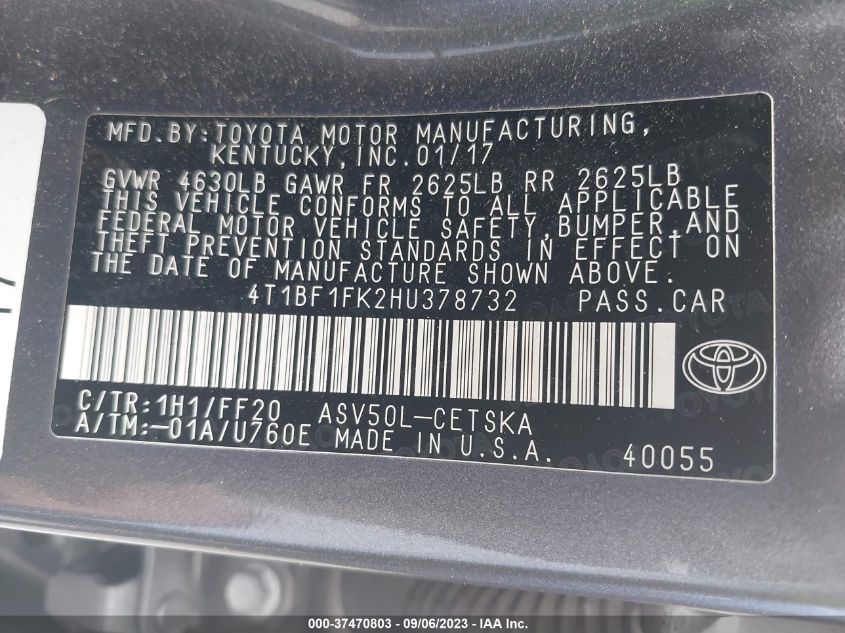 MFD. BY: TOYOTA MOTOR MANUFACTURING,
KENTUCKY, INC. 01/17
GVWR 4630LB GAWR FR 2625LB RR 2625LB
THIS VEHICLE CONFORMS TO ALL APPLICABLE
FEDERAL MOTOR VEHICLE SAFETY, BUMPER, AND
THEFT PREVENTION STANDARDS IN EFFECT ON
THE DATE OF MANUFACTURE SHOWN ABOVE.
4T1BF1FK2HU378732 PASS.CAR
C/TR:1H1/FF20 ASV50L-CETSKA
A/TM:-01A/U760E MADE IN U.S.A. 40055
000-37470803 - 09/06/2023 - 1 of 1 - IAA